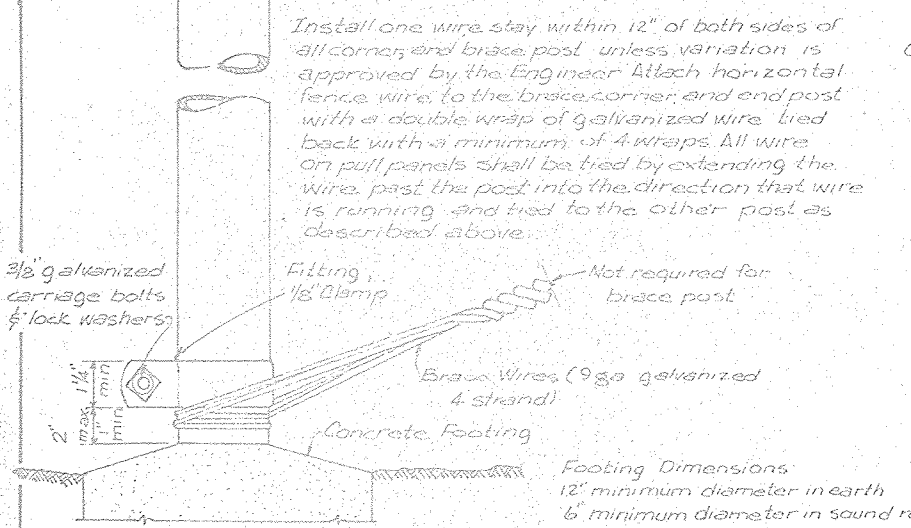 Install one wire stay within 12" of both sides of
all corner, and brace post unless variation is
approved by the Engineer Attach horizontal
fence wire to the brace, corner, and end post
with a double wrap of galvanized wire tied
back with a minimum of 4 wraps. All wire
on pull panels shall be tied by extending the
wire past the post into the direction that wire
is running and tied to the other post as
described above.
3/8" galvanized
carriage bolts
& lock washers
Fitting,
1/8" Clamp
Not required for
brace post
1 1/4"
min
2"
max
1"
min
Brace Wires (9 ga galvanized
4 strand)
Concrete Footing
Footing Dimensions
12" minimum diameter in earth
6" minimum diameter in sound